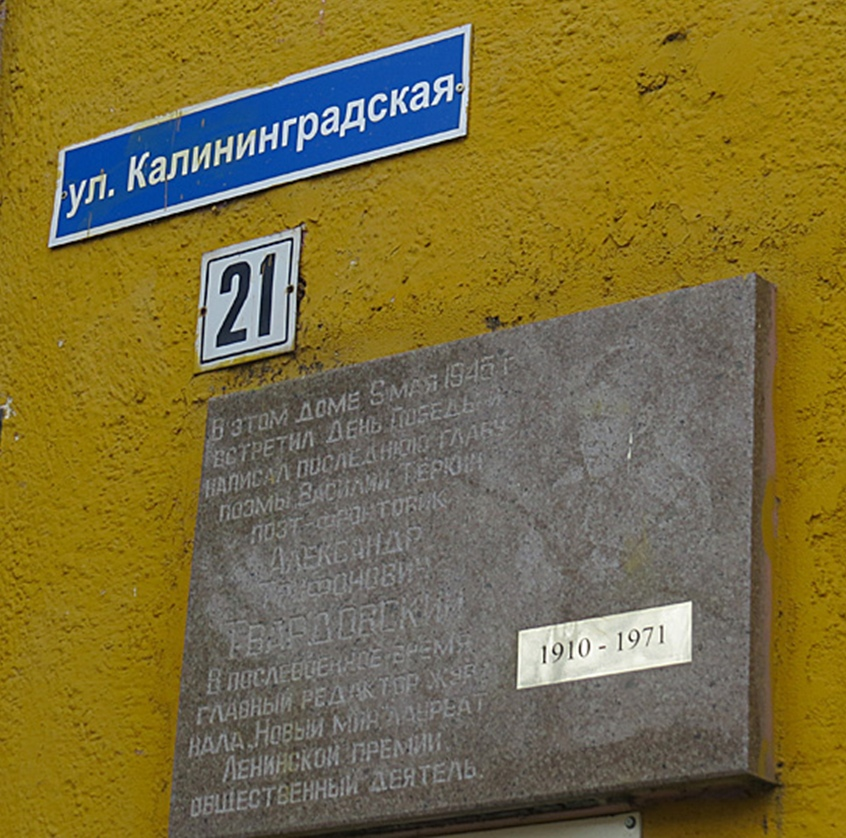 ул. Калининградская
21
В ЭТОМ ДОМЕ 9 МАЯ 1945 Г.
ВСТРЕТИЛ ДЕНЬ ПОБЕДЫ И
НАПИСАЛ ПОСЛЕДНЮЮ ГЛАВУ
ПОЭМЫ ВАСИЛИЙ ТЕРКИН
ПОЭТ-ФРОНТОВИК
АЛЕКСАНДР
ТРИФОНОВИЧ
ТВАРДОВСКИЙ
В ПОСЛЕВОЕННОЕ ВРЕМЯ
ГЛАВНЫЙ РЕДАКТОР ЖУР-
НАЛА „НОВЫЙ МИР" ЛАУРЕАТ
ЛЕНИНСКОЙ ПРЕМИИ
ОБЩЕСТВЕННЫЙ ДЕЯТЕЛЬ.
1910 - 1971